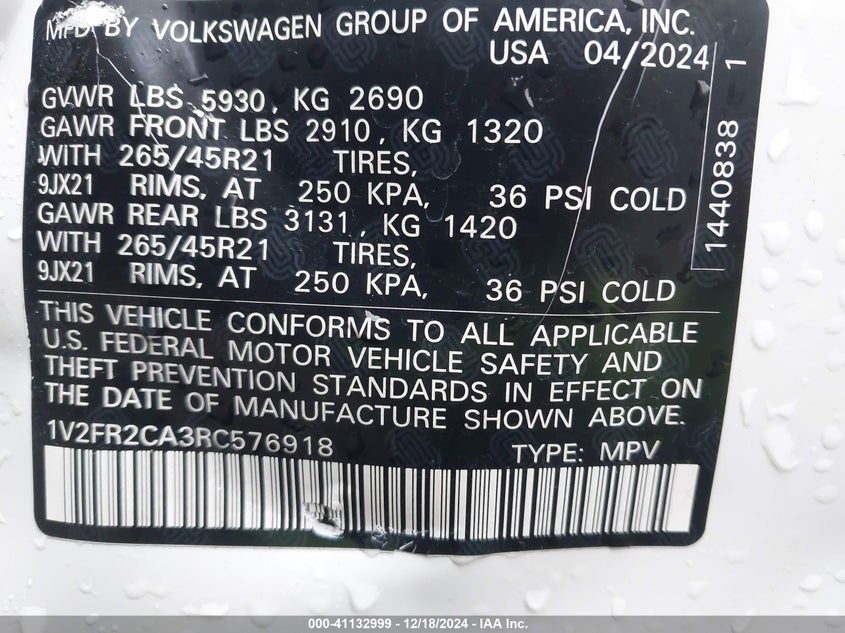 MFD BY VOLKSWAGEN GROUP OF AMERICA, INC.
USA 04/2024
GVWR LBS 5930, KG 2690
GAWR FRONT LBS 2910, KG 1320
WITH 265/45R21 TIRES,
9JX21 RIMS, AT 250 KPA, 36 PSI COLD
GAWR REAR LBS 3131, KG 1420
WITH 265/45R21 TIRES,
9JX21 RIMS, AT 250 KPA, 36 PSI COLD
1440838 1
THIS VEHICLE CONFORMS TO ALL APPLICABLE
U.S. FEDERAL MOTOR VEHICLE SAFETY AND
THEFT PREVENTION STANDARDS IN EFFECT ON
THE DATE OF MANUFACTURE SHOWN ABOVE.
1V2FR2CA3RC576918 TYPE: MPV
000-41132999 - 12/18/2024 - IAA Inc.